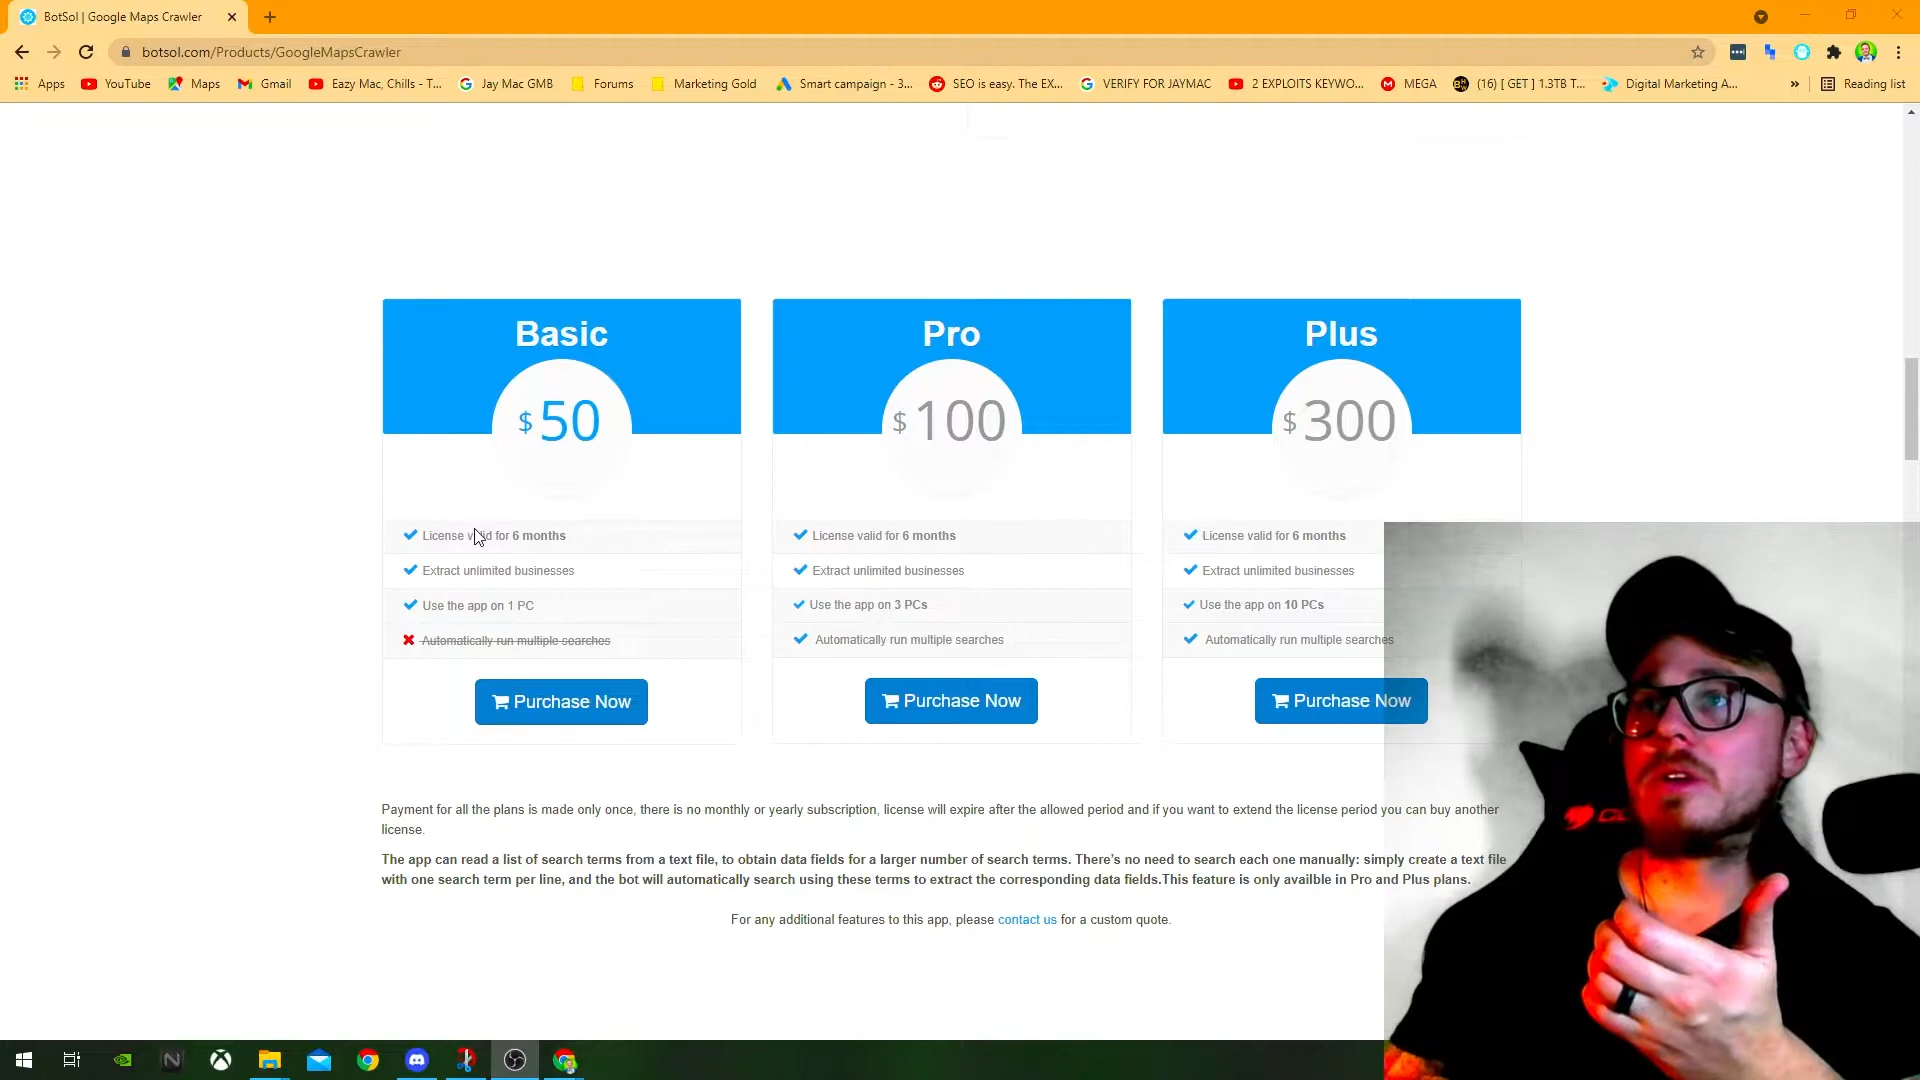 BotSol | Google Maps Crawler
botsol.com/Products/GoogleMapsCrawler
Apps YouTube Maps Gmail Eazy Mac, Chills - T... Jay Mac GMB Forums Marketing Gold Smart campaign - 3... SEO is easy. The EX... VERIFY FOR JAYMAC 2 EXPLOITS KEYWO... MEGA (16) [ GET ] 1.3TB T... Digital Marketing A... » Reading list
Basic
$50
License valid for 6 months
Extract unlimited businesses
Use the app on 1 PC
Automatically run multiple searches
Purchase Now
Pro
$100
License valid for 6 months
Extract unlimited businesses
Use the app on 3 PCs
Automatically run multiple searches
Purchase Now
Plus
$300
License valid for 6 months
Extract unlimited businesses
Use the app on 10 PCs
Automatically run multiple searches
Purchase Now
Payment for all the plans is made only once, there is no monthly or yearly subscription, license will expire after the allowed period and if you want to extend the license period you can buy another
license.
The app can read a list of search terms from a text file, to obtain data fields for a larger number of search terms. There's no need to search each one manually: simply create a text file
with one search term per line, and the bot will automatically search using these terms to extract the corresponding data fields.This feature is only availble in Pro and Plus plans.
For any additional features to this app, please contact us for a custom quote.